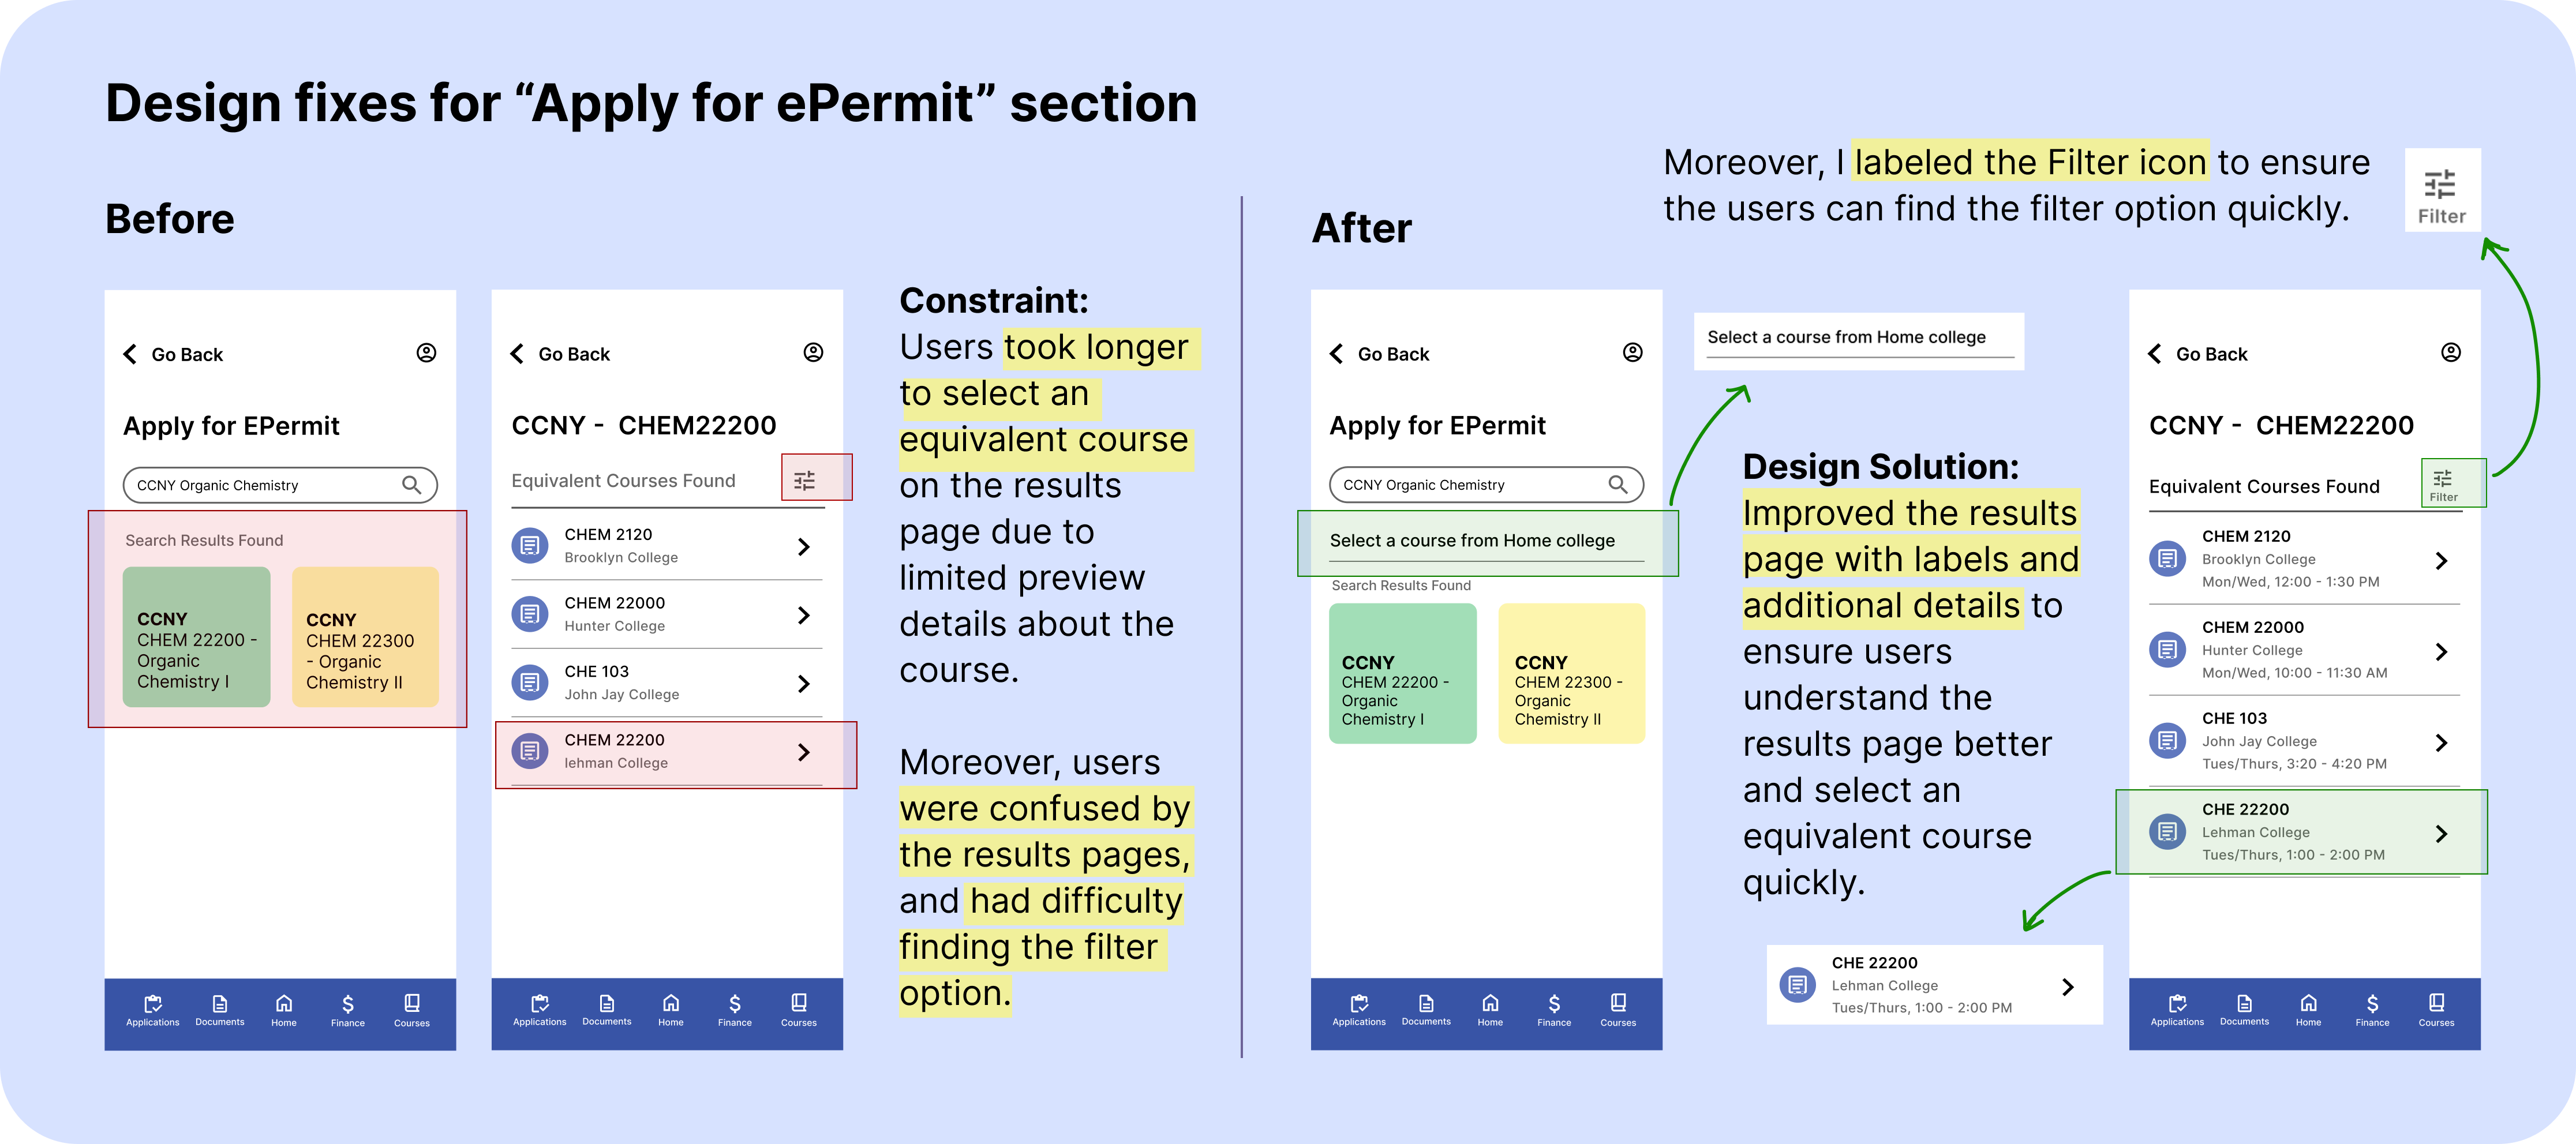 Design fixes for “Apply for ePermit” section
Before
Go Back
Apply for EPermit
CCNY Organic Chemistry
Search Results Found
CCNY
CHEM 22200 -
Organic
Chemistry I
CCNY
CHEM 22300
- Organic
Chemistry II
Applications
Documents
Home
Finance
Courses
Go Back
CCNY - CHEM22200
Equivalent Courses Found
CHEM 2120
Brooklyn College
CHEM 22000
Hunter College
CHE 103
John Jay College
CHEM 22200
lehman College
Applications
Documents
Home
Finance
Courses
Constraint:
Users took longer
to select an
equivalent course
on the results
page due to
limited preview
details about the
course.
Moreover, users
were confused by
the results pages,
and had difficulty
finding the filter
option.
After
Moreover, I labeled the Filter icon to ensure
the users can find the filter option quickly.
Filter
Go Back
Apply for EPermit
CCNY Organic Chemistry
Select a course from Home college
Search Results Found
CCNY
CHEM 22200 -
Organic
Chemistry I
CCNY
CHEM 22300 -
Organic
Chemistry II
Applications
Documents
Home
Finance
Courses
Select a course from Home college
Design Solution:
Improved the results
page with labels and
additional details to
ensure users
understand the
results page better
and select an
equivalent course
quickly.
CHE 22200
Lehman College
Tues/Thurs, 1:00 - 2:00 PM
Go Back
CCNY - CHEM22200
Equivalent Courses Found
Filter
CHEM 2120
Brooklyn College
Mon/Wed, 12:00 - 1:30 PM
CHEM 22000
Hunter College
Mon/Wed, 10:00 - 11:30 AM
CHE 103
John Jay College
Tues/Thurs, 3:20 - 4:20 PM
CHE 22200
Lehman College
Tues/Thurs, 1:00 - 2:00 PM
Applications
Documents
Home
Finance
Courses